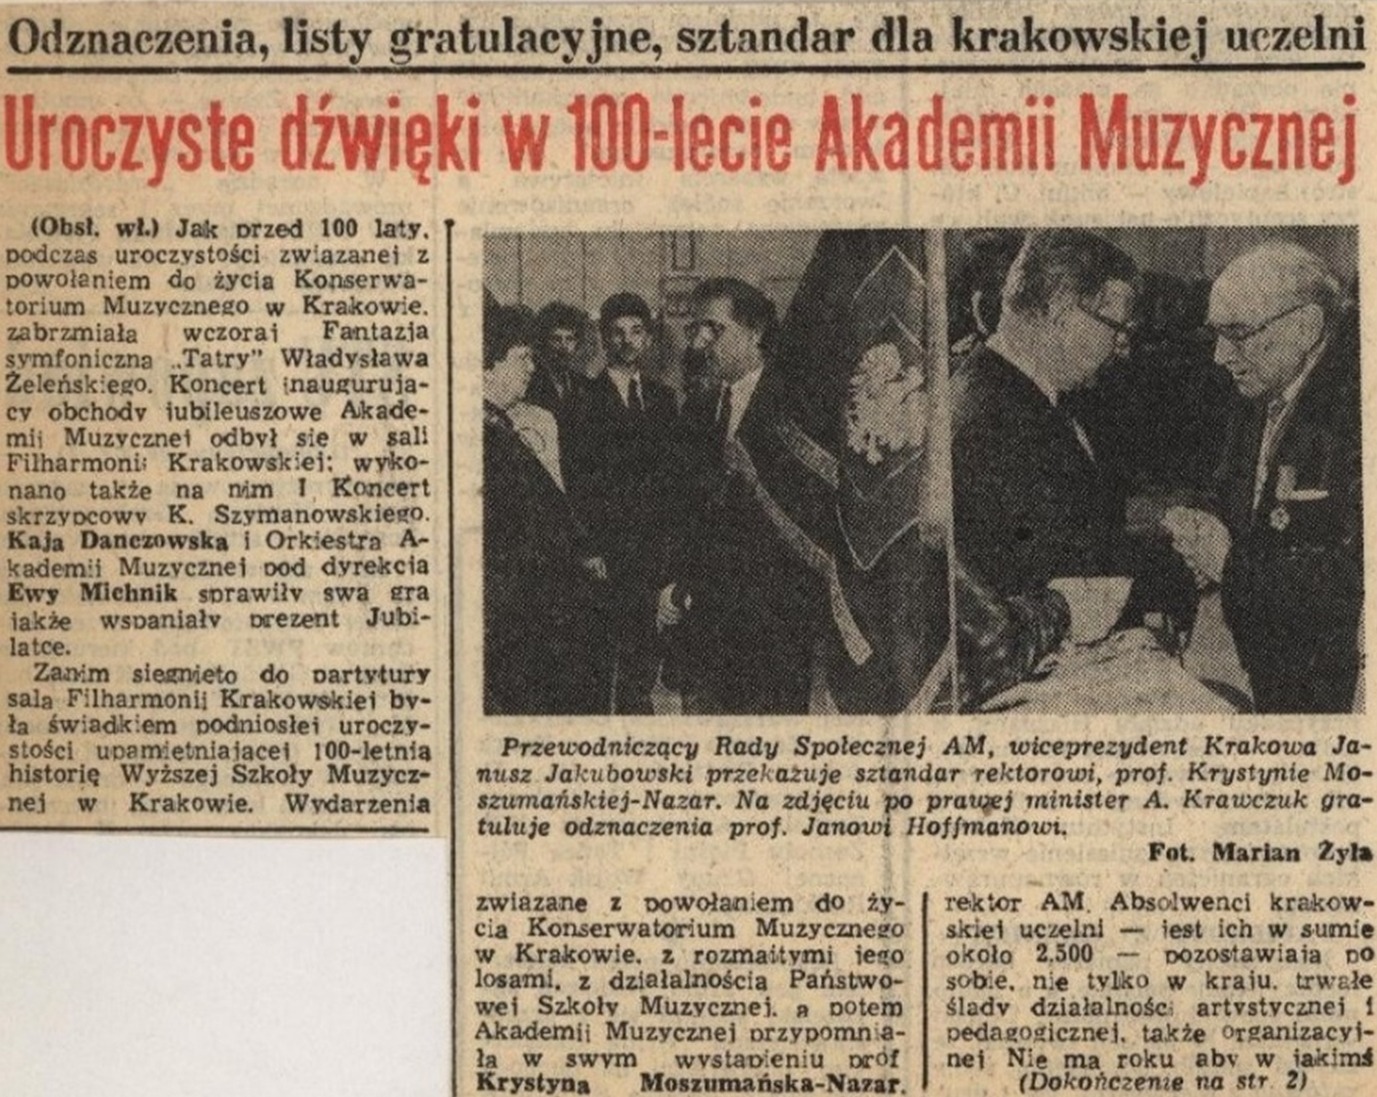 Odznaczenia, listy gratulacyjne, sztandar dla krakowskiej uczelni
Uroczyste dźwięki w 100-lecie Akademii Muzycznej
(Obsł. wł.) Jak przed 100 laty,
podczas uroczystości związanej z
powołaniem do życia Konserwa-
torium Muzycznego w Krakowie,
zabrzmiała wczoraj Fantazja
symfoniczna „Tatry” Władysława
Żeleńskiego. Koncert inaugurują-
cy obchody jubileuszowe Akade-
mii Muzycznej odbył się w sali
Filharmonii Krakowskiej; wyko-
nano także na nim I Koncert
skrzypcowy K. Szymanowskiego.
Kaja Danczowska i Orkiestra A-
kademii Muzycznej pod dyrekcją
Ewy Michnik sprawiły swą grą
jakże wspaniały prezent Jubi-
latce.
Zanim sięgnięto do partytury
sala Filharmonii Krakowskiej by-
ła świadkiem podniosłej uroczy-
stości upamiętniającej 100-letnią
historię Wyższej Szkoły Muzycz-
nej w Krakowie. Wydarzenia
Przewodniczący Rady Społecznej AM, wiceprezydent Krakowa Ja-
nusz Jakubowski przekazuje sztandar rektorowi, prof. Krystynie Mo-
szumańskiej-Nazar. Na zdjęciu po prawej minister A. Krawczuk gra-
tuluje odznaczenia prof. Janowi Hoffmanowi.
Fot. Marian Żyła
związane z powołaniem do ży-
cia Konserwatorium Muzycznego
w Krakowie, z rozmaitymi jego
losami, z działalnością Państwo-
wej Szkoły Muzycznej, a potem
Akademii Muzycznej przypomnia-
ła w swym wystąpieniu prof
Krystyna Moszumańska-Nazar,
rektor AM. Absolwenci krakow-
skiej uczelni — jest ich w sumie
około 2.500 — pozostawiają po
sobie, nie tylko w kraju, trwałe
ślady działalności artystycznej i
pedagogicznej, także organizacyj-
nej Nie ma roku aby w jakimś
(Dokończenie na str. 2)